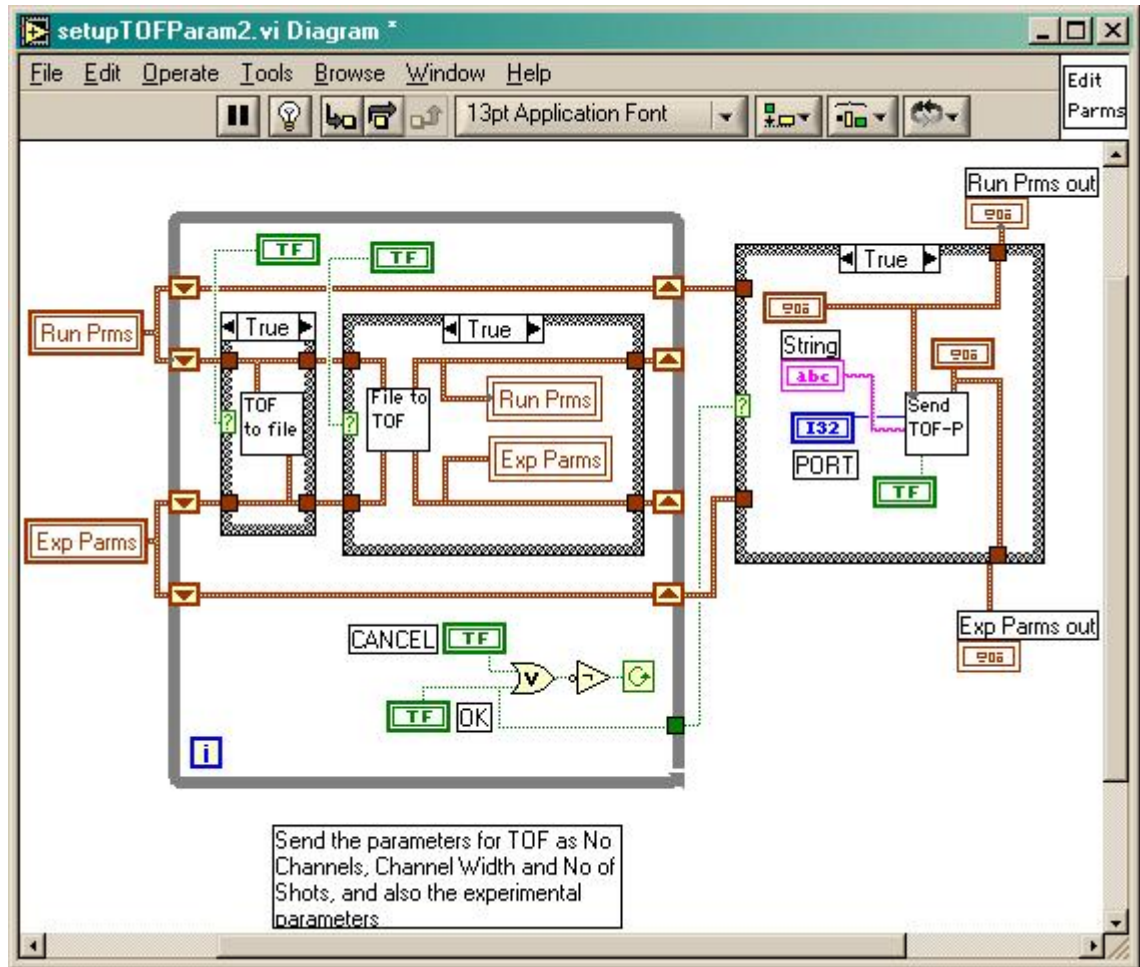 setupTOFParam2.vi Diagram *
File Edit Operate Tools Browse Window Help
13pt Application Font
Edit
Parms
Run Prms out
TF
TF
True
Run Prms
True
True
String
abc
TOF
to file
File to
TOF
Run Prms
Send
TOF-P
I32
PORT
Exp Parms
TF
Exp Parms
CANCEL
TF
V
Exp Parms out
TF
OK
i
Send the parameters for TOF as No
Channels, Channel Width and No of
Shots, and also the experimental
parameters